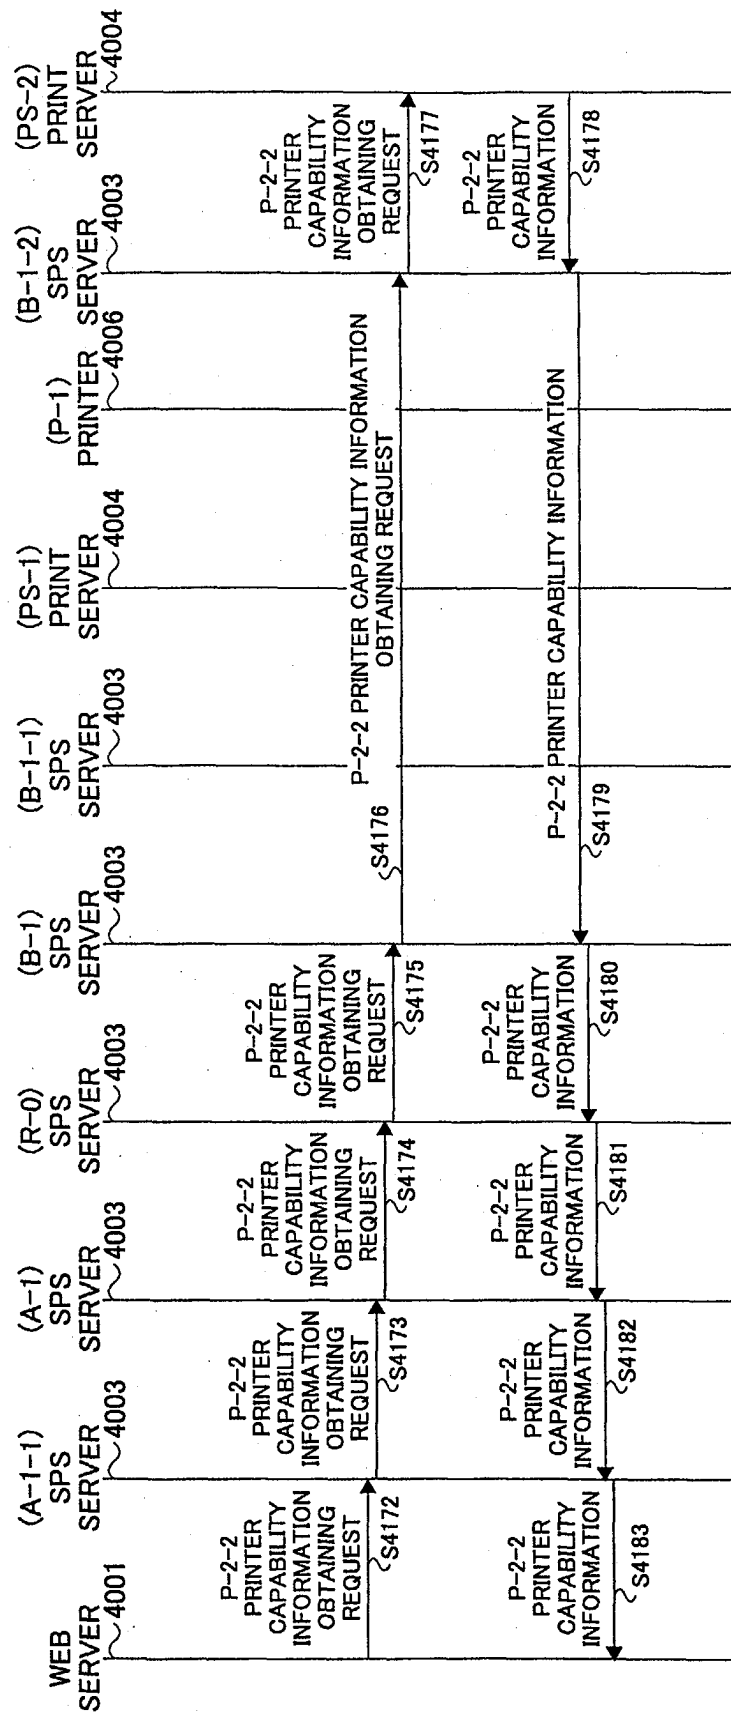 WEB
SERVER
4001
(A-1-1)
SPS
SERVER
4003
(A-1)
SPS
SERVER
4003
(R-0)
SPS
SERVER
4003
(B-1)
SPS
SERVER
4003
(B-1-1)
SPS
SERVER
4003
(PS-1)
PRINT
SERVER
4004
(P-1)
PRINTER
4006
(B-1-2)
SPS
SERVER
4003
(PS-2)
PRINT
SERVER
4004
P-2-2
PRINTER
CAPABILITY
INFORMATION
OBTAINING
REQUEST
S4172
P-2-2
PRINTER
CAPABILITY
INFORMATION
OBTAINING
REQUEST
S4173
P-2-2
PRINTER
CAPABILITY
INFORMATION
OBTAINING
REQUEST
S4174
P-2-2
PRINTER
CAPABILITY
INFORMATION
OBTAINING
REQUEST
S4175
P-2-2 PRINTER CAPABILITY INFORMATION
OBTAINING REQUEST
S4176
P-2-2
PRINTER
CAPABILITY
INFORMATION
OBTAINING
REQUEST
S4177
P-2-2
PRINTER
CAPABILITY
INFORMATION
S4178
P-2-2 PRINTER CAPABILITY INFORMATION
S4179
P-2-2
PRINTER
CAPABILITY
INFORMATION
S4180
P-2-2
PRINTER
CAPABILITY
INFORMATION
S4181
P-2-2
PRINTER
CAPABILITY
INFORMATION
S4182
P-2-2
PRINTER
CAPABILITY
INFORMATION
S4183